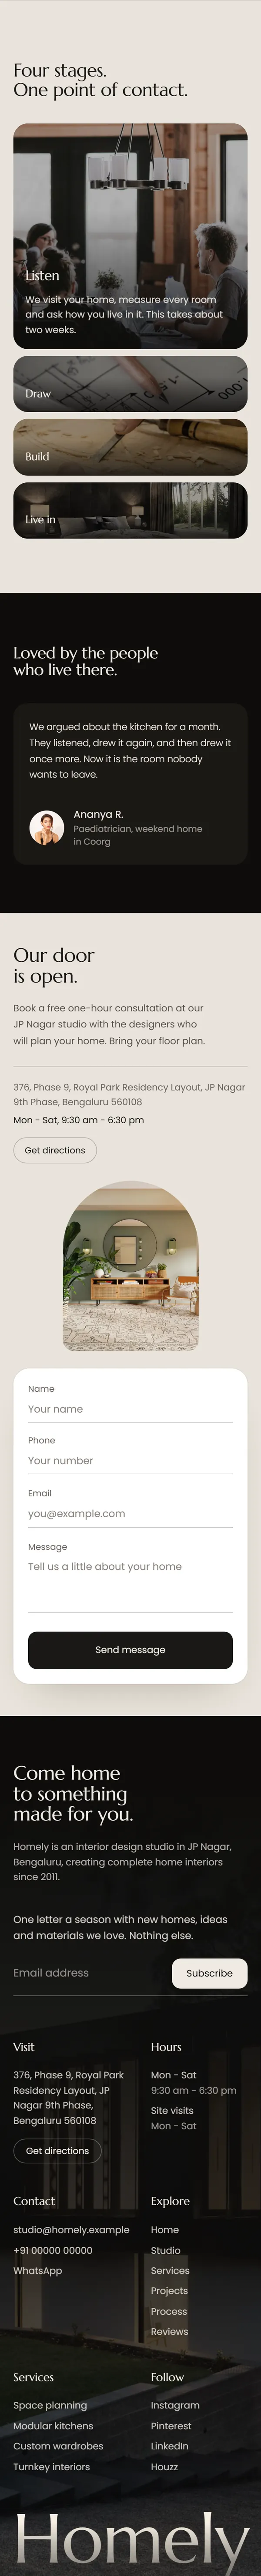 Four stages.
One point of contact.
Listen
We visit your home, measure every room
and ask how you live in it. This takes about
two weeks.
Draw
000'
Build
Live in
Loved by the people
who live there.
We argued about the kitchen for a month.
They listened, drew it again, and then drew it
once more. Now it is the room nobody
wants to leave.
Ananya R.
Paediatrician, weekend home
in Coorg
Our door
is open.
Book a free one-hour consultation at our
JP Nagar studio with the designers who
will plan your home. Bring your floor plan.
376, Phase 9, Royal Park Residency Layout, JP Nagar
9th Phase, Bengaluru 560108
Mon - Sat, 9:30 am - 6:30 pm
Get directions
Name
Your name
Phone
Your number
Email
you@example.com
Message
Tell us a little about your home
Send message
Come home
to something
made for you.
Homely is an interior design studio in JP Nagar,
Bengaluru, creating complete home interiors
since 2011.
One letter a season with new homes, ideas
and materials we love. Nothing else.
Email address
Subscribe
Visit
376, Phase 9, Royal Park
Residency Layout, JP
Nagar 9th Phase,
Bengaluru 560108
Get directions
Hours
Mon - Sat
9:30 am - 6:30 pm
Site visits
Mon - Sat
Contact
studio@homely.example
+91 00000 00000
WhatsApp
Explore
Home
Studio
Services
Projects
Process
Reviews
Services
Space planning
Modular kitchens
Custom wardrobes
Turnkey interiors
Follow
Instagram
Pinterest
LinkedIn
Houzz
Homely